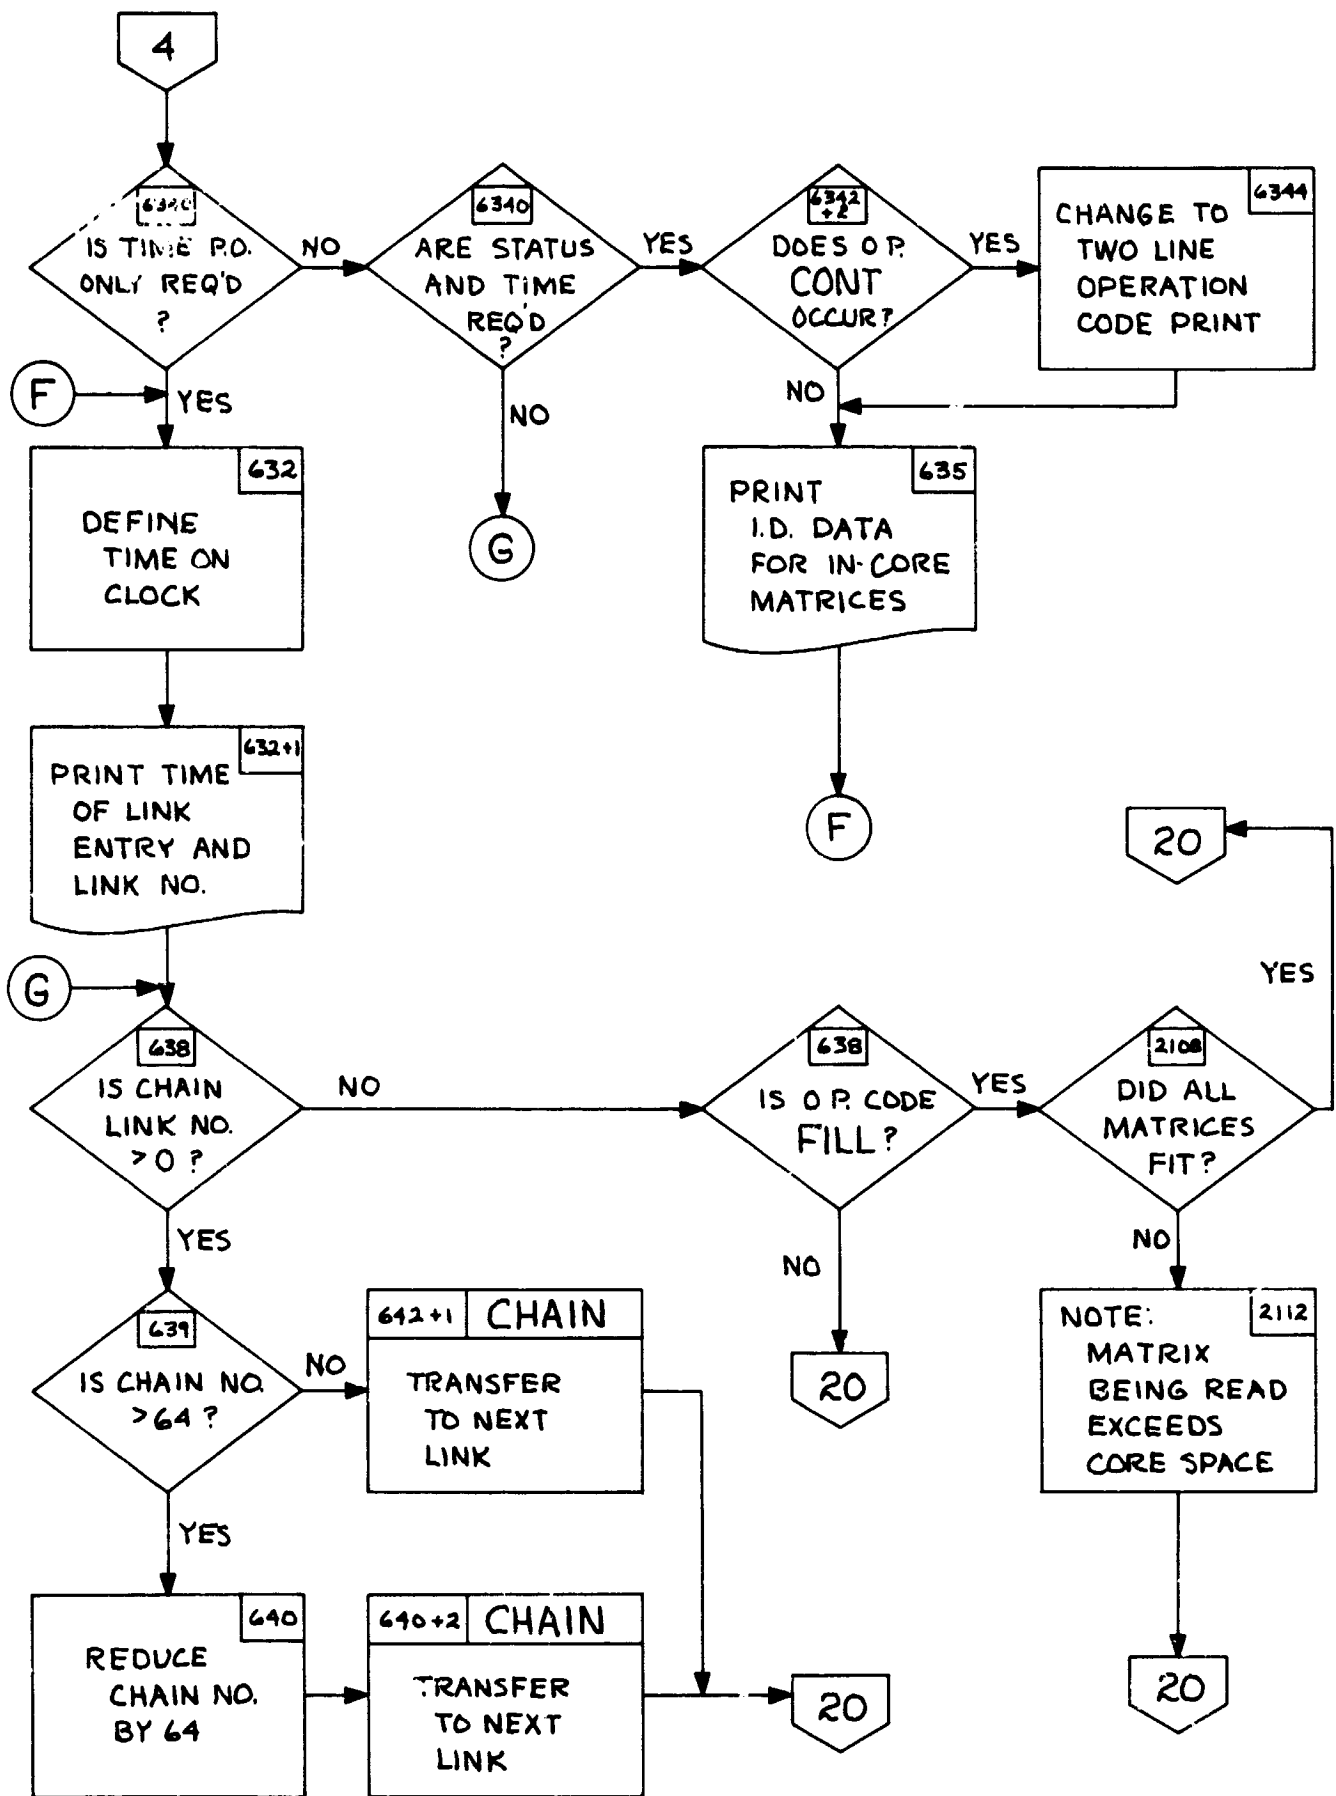 4
IS TIME P.O.
ONLY REQ'D
?
NO
YES
6340
ARE STATUS
AND TIME
REQ'D
?
YES
NO
6342
+2
DOES O P.
CONT
OCCUR?
YES
NO
6344
CHANGE TO
TWO LINE
OPERATION
CODE PRINT
F
G
632
DEFINE
TIME ON
CLOCK
635
PRINT
I.D. DATA
FOR IN-CORE
MATRICES
F
632+1
PRINT TIME
OF LINK
ENTRY AND
LINK NO.
20
YES
G
638
IS CHAIN
LINK NO.
>0 ?
NO
YES
638
IS O P. CODE
FILL?
YES
NO
2108
DID ALL
MATRICES
FIT?
NO
20
2112
NOTE:
MATRIX
BEING READ
EXCEEDS
CORE SPACE
20
639
IS CHAIN NO.
>64 ?
NO
YES
642+1 CHAIN
TRANSFER
TO NEXT
LINK
640
REDUCE
CHAIN NO.
BY 64
640+2 CHAIN
TRANSFER
TO NEXT
LINK
20